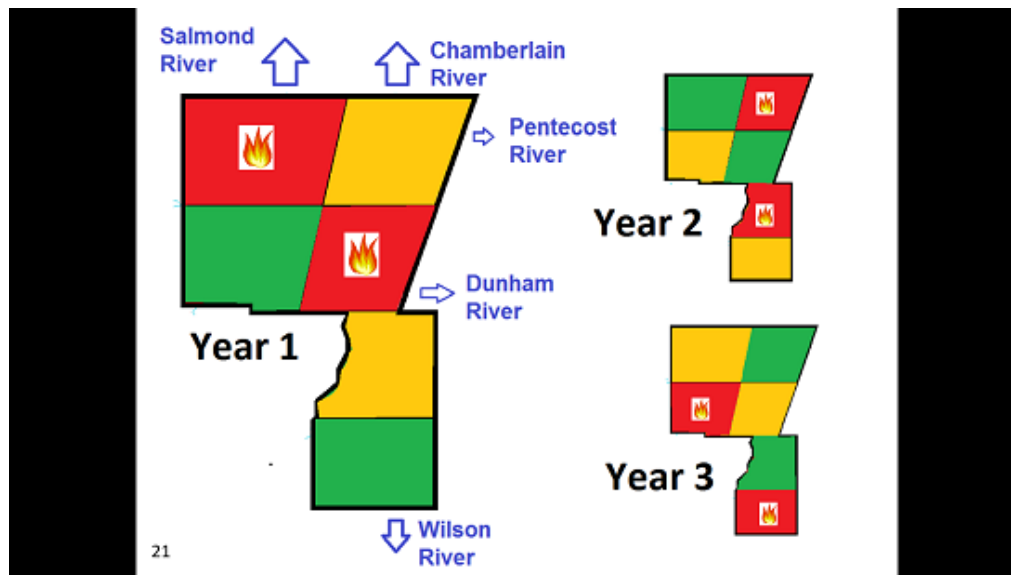 Salmond
River
Chamberlain
River
Pentecost
River
Dunham
River
Year 1
Wilson
River
Year 2
Year 3
21